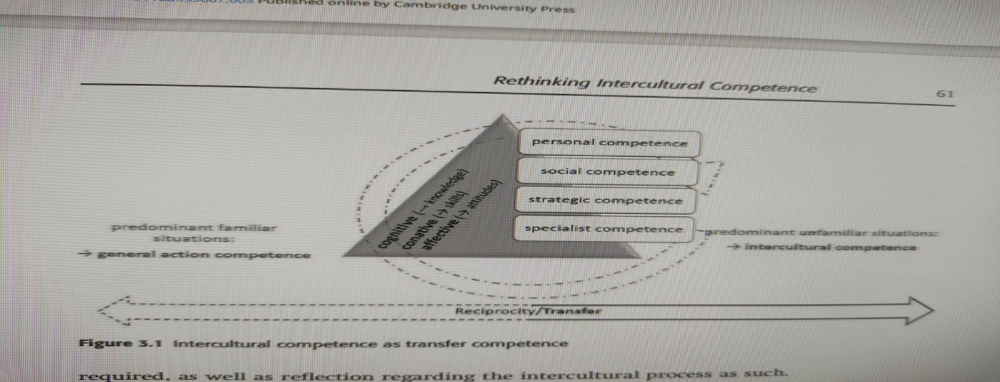 Published online by Cambridge University Press
Rethinking Intercultural Competence
61
personal competence
social competence
strategic competence
specialist competence
cognitive (→ knowledge)
conative (→ skills)
affective (→ attitudes)
predominant familiar
situations:
→ general action competence
predominant unfamiliar situations:
→ intercultural competence
Reciprocity/Transfer
Figure 3.1 Intercultural competence as transfer competence
required, as well as reflection regarding the intercultural process as such.